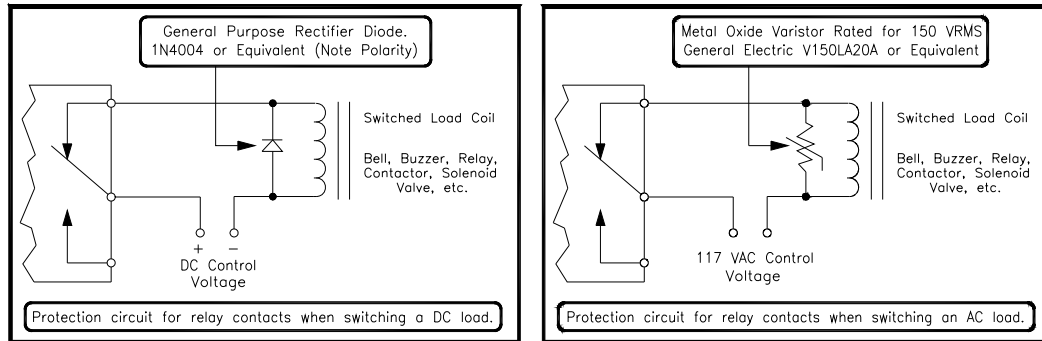 General Purpose Rectifier Diode.
1N4004 or Equivalent (Note Polarity)
Switched Load Coil
Bell, Buzzer, Relay,
Contactor, Solenoid
Valve, etc.
+ −
DC Control
Voltage
Protection circuit for relay contacts when switching a DC load.
Metal Oxide Varistor Rated for 150 VRMS
General Electric V150LA20A or Equivalent
Switched Load Coil
Bell, Buzzer, Relay,
Contactor, Solenoid
Valve, etc.
117 VAC Control
Voltage
Protection circuit for relay contacts when switching an AC load.